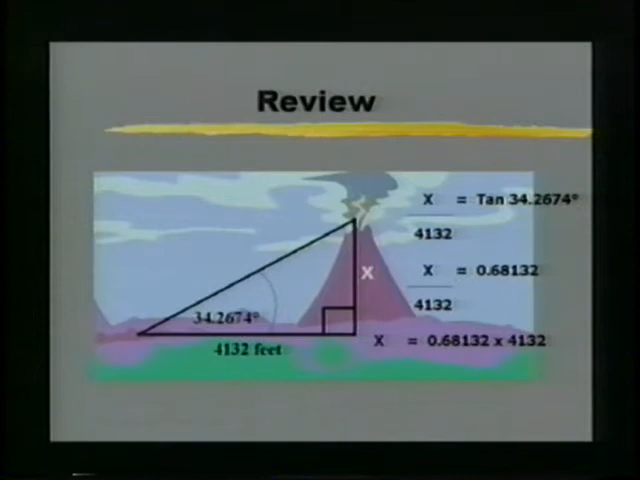 Review
X = Tan 34.2674°
4132
X = 0.68132
4132
X
34.2674°
4132 feet
X = 0.68132 x 4132